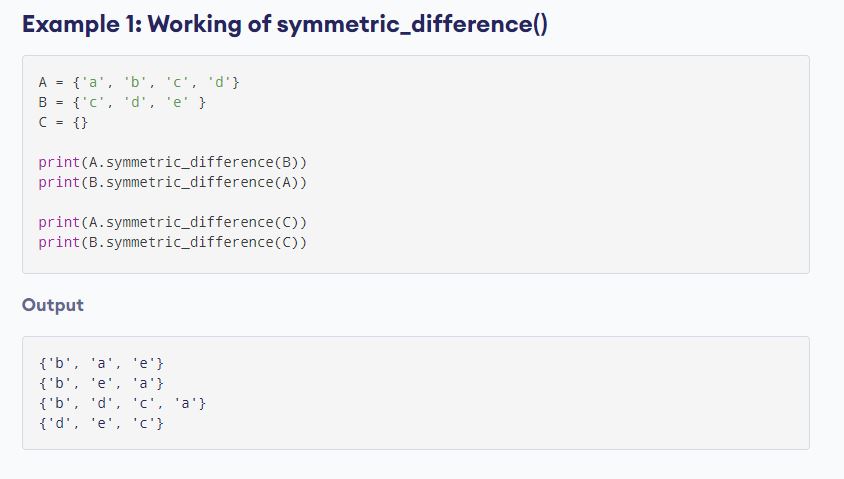 Example 1: Working of symmetric_difference()
A = {'a', 'b', 'c', 'd'}
B = {'c', 'd', 'e' }
C = {}
print(A.symmetric_difference(B))
print(B.symmetric_difference(A))
print(A.symmetric_difference(C))
print(B.symmetric_difference(C))
Output
{'b', 'a', 'e'}
{'b', 'e', 'a'}
{'b', 'd', 'c', 'a'}
{'d', 'e', 'c'}